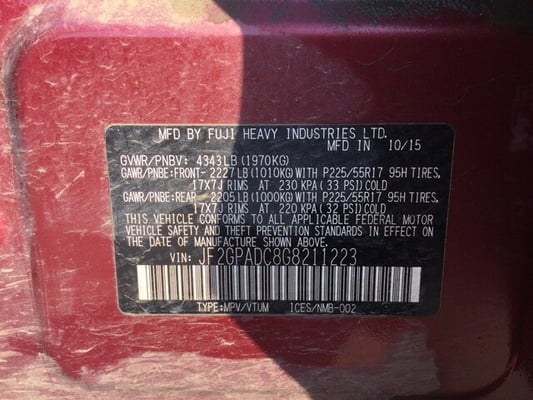 MFD BY FUJI HEAVY INDUSTRIES LTD.
MFD IN 10/15
GVWR/PNBV: 4343LB(1970KG)
GAWR/PNBE:FRONT- 2227LB(1010KG)WITH P225/55R17 95H TIRES,
17X7J RIMS AT 230 KPA(33 PSI)COLD
GAWR/PNBE:REAR- 2205LB(1000KG)WITH P225/55R17 95H TIRES,
17X7J RIMS AT 220 KPA(32 PSI)COLD
THIS VEHICLE CONFORMS TO ALL APPLICABLE FEDERAL MOTOR
VEHICLE SAFETY AND THEFT PREVENTION STANDARDS IN EFFECT ON
THE DATE OF MANUFACTURE SHOWN ABOVE.
VIN: JF2GPADC8G8211223
TYPE:MPV/VTUM 1CES/NMB-002